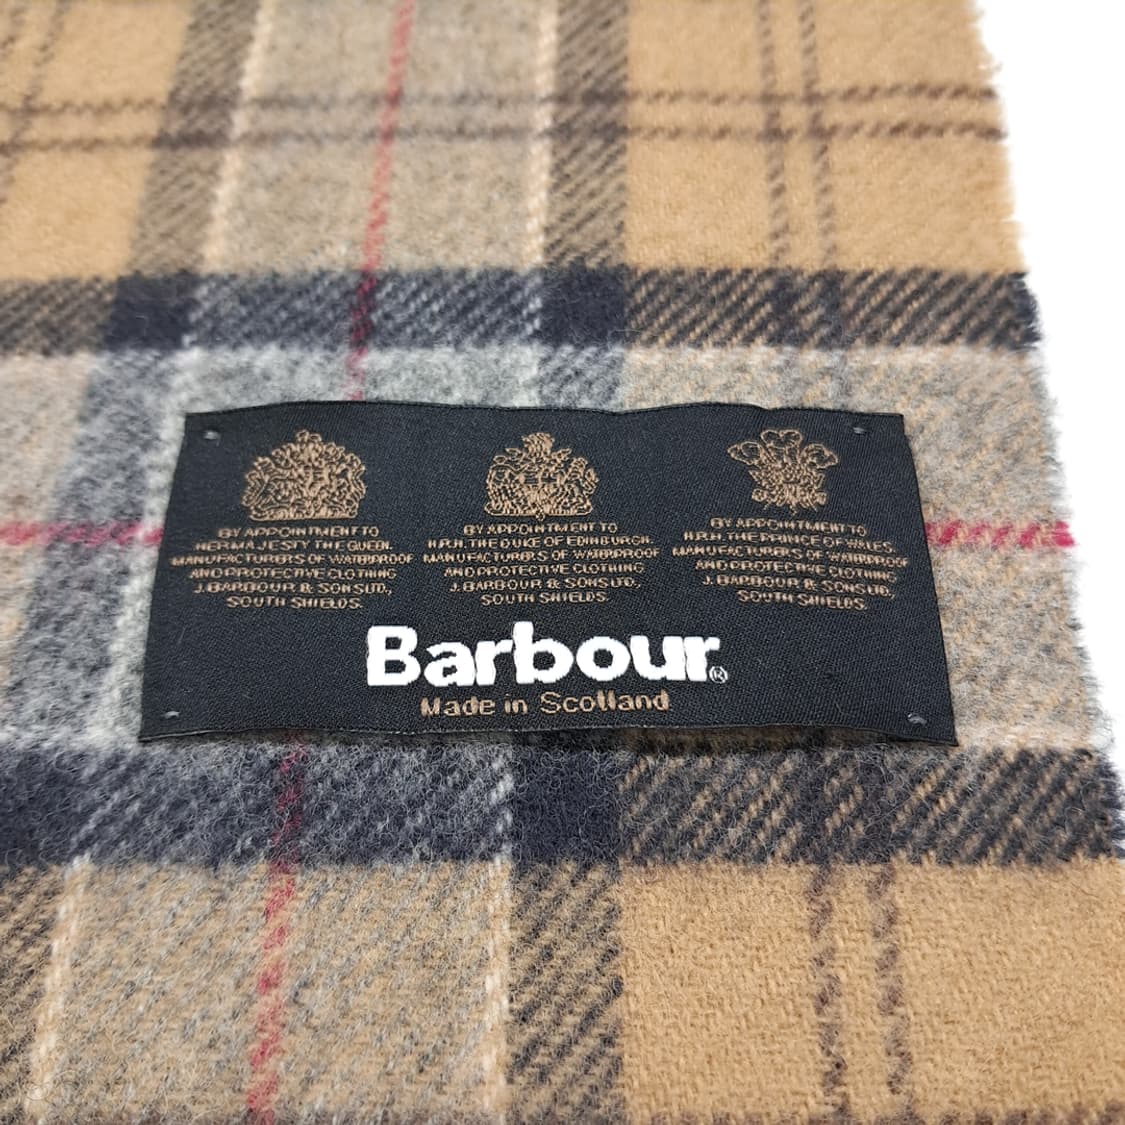 BY APPOINTMENT TO
HER MAJESTY THE QUEEN.
MANUFACTURERS OF WATERPROOF
AND PROTECTIVE CLOTHING
J. BARBOUR & SONS LTD.,
SOUTH SHIELDS.
BY APPOINTMENT TO
H.R.H. THE DUKE OF EDINBURGH.
MANUFACTURERS OF WATERPROOF
AND PROTECTIVE CLOTHING
J. BARBOUR & SONS LTD.,
SOUTH SHIELDS.
BY APPOINTMENT TO
H.R.H. THE PRINCE OF WALES.
MANUFACTURERS OF WATERPROOF
AND PROTECTIVE CLOTHING
J. BARBOUR & SONS LTD.,
SOUTH SHIELDS.
Barbour®
Made in Scotland